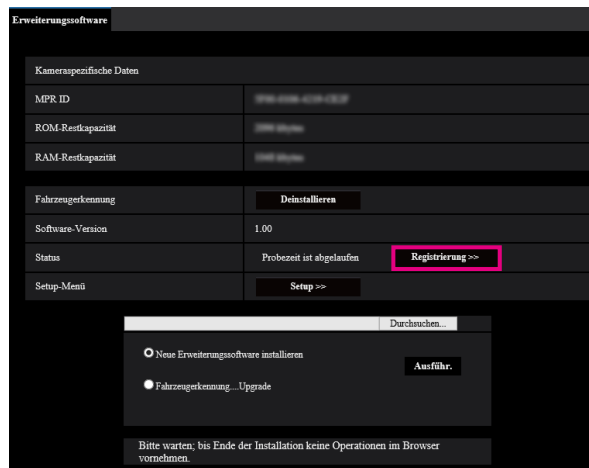 Erweiterungssoftware
Kameraspezifische Daten
MPR ID
ROM-Restkapazität
RAM-Restkapazität
Fahrzeugerkennung Deinstallieren
Software-Version 1.00
Status Probezeit ist abgelaufen Registrierung >>
Setup-Menü Setup >>
Durchsuchen...
Neue Erweiterungssoftware installieren
Ausführ.
Fahrzeugerkennung....Upgrade
Bitte warten; bis Ende der Installation keine Operationen im Browser
vornehmen.